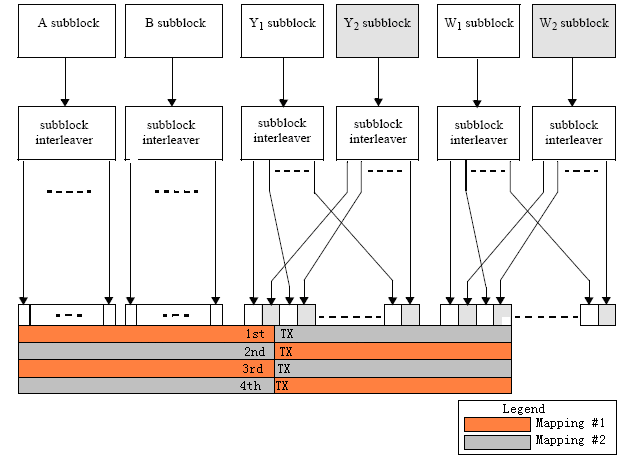 A subblock B subblock Y1 subblock Y2 subblock W1 subblock W2 subblock
subblock subblock subblock subblock subblock subblock
interleaver interleaver interleaver interleaver interleaver interleaver
1st TX
2nd TX
3rd TX
4th TX
Legend
Mapping #1
Mapping #2